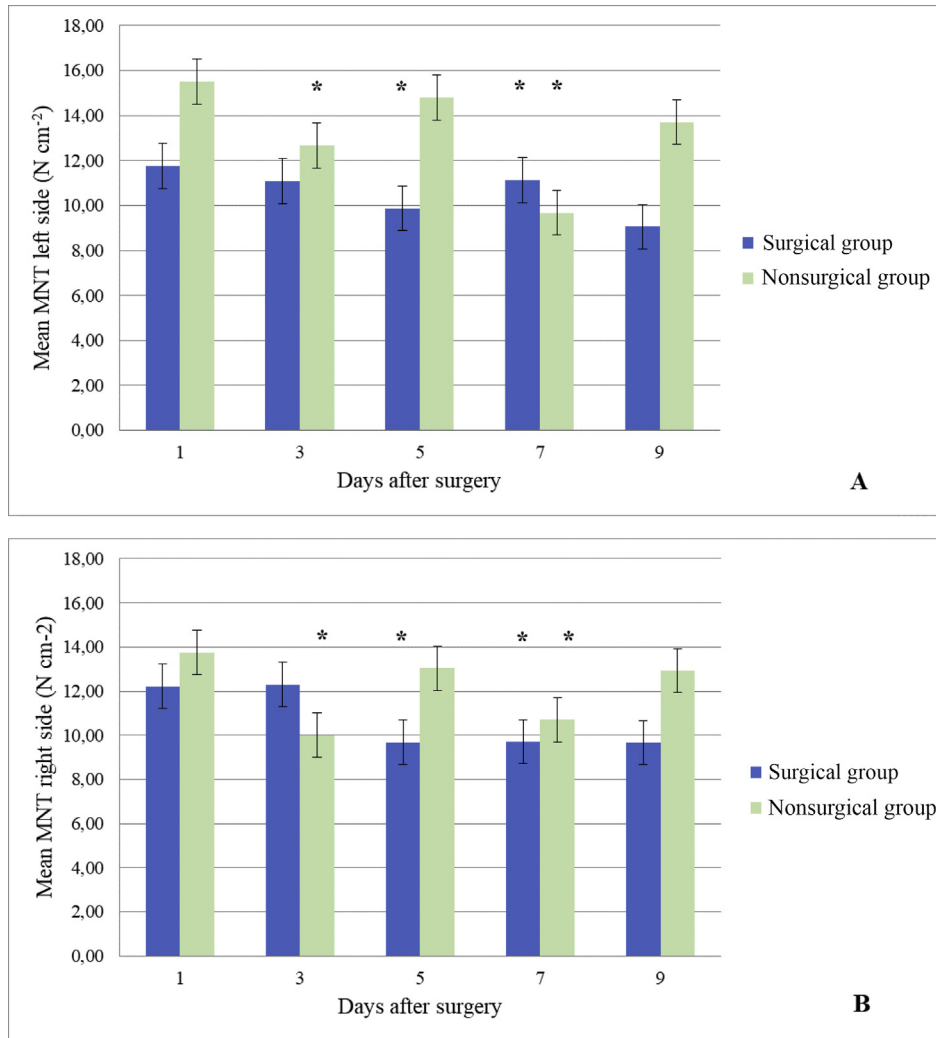 18,00
16,00
14,00
12,00
10,00
8,00
6,00
4,00
2,00
0,00
Mean MNT left side (N cm-2)
* * * *
1 3 5 7 9
Days after surgery
Surgical group
Nonsurgical group
A
18,00
16,00
14,00
12,00
10,00
8,00
6,00
4,00
2,00
0,00
Mean MNT right side (N cm-2)
* * * *
1 3 5 7 9
Days after surgery
Surgical group
Nonsurgical group
B